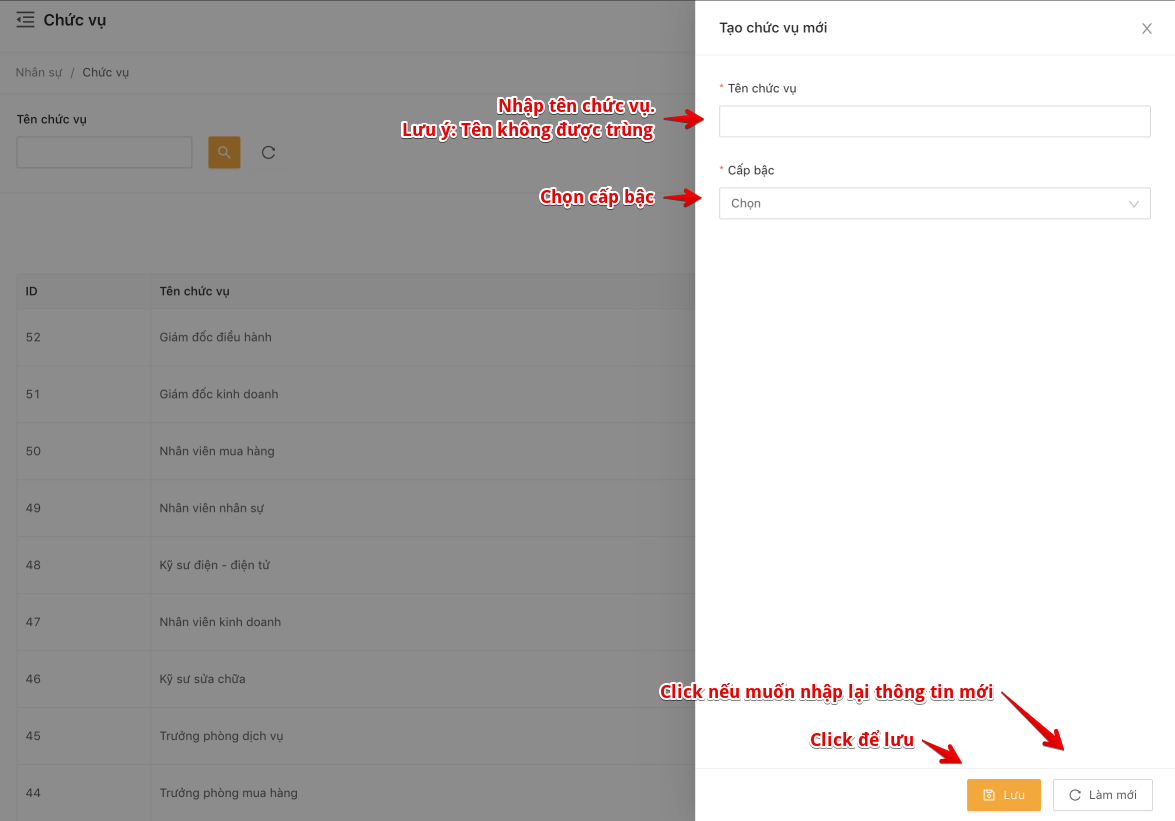 Chức vụ
Nhân sự / Chức vụ
Tên chức vụ
ID
Tên chức vụ
52
Giám đốc điều hành
51
Giám đốc kinh doanh
50
Nhân viên mua hàng
49
Nhân viên nhân sự
48
Kỹ sư điện - điện tử
47
Nhân viên kinh doanh
46
Kỹ sư sửa chữa
45
Trưởng phòng dịch vụ
44
Trưởng phòng mua hàng
Tạo chức vụ mới
* Tên chức vụ
Nhập tên chức vụ.
Lưu ý: Tên không được trùng
* Cấp bậc
Chọn cấp bậc
Chọn
Click nếu muốn nhập lại thông tin mới
Click để lưu
Lưu
Làm mới